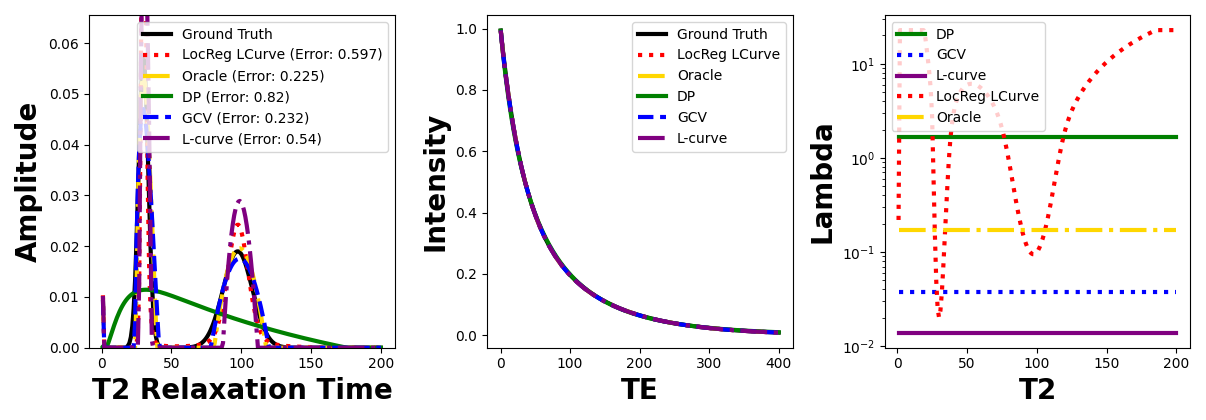 Amplitude
0.06
0.05
0.04
0.03
0.02
0.01
0.00
Ground Truth
LocReg LCurve (Error: 0.597)
Oracle (Error: 0.225)
DP (Error: 0.82)
GCV (Error: 0.232)
L-curve (Error: 0.54)
0 50 100 150 200
T2 Relaxation Time
Intensity
1.0
0.8
0.6
0.4
0.2
0.0
Ground Truth
LocReg LCurve
Oracle
DP
GCV
L-curve
0 100 200 300 400
TE
Lambda
10¹
10⁰
10⁻¹
10⁻²
DP
GCV
L-curve
LocReg LCurve
Oracle
0 50 100 150 200
T2